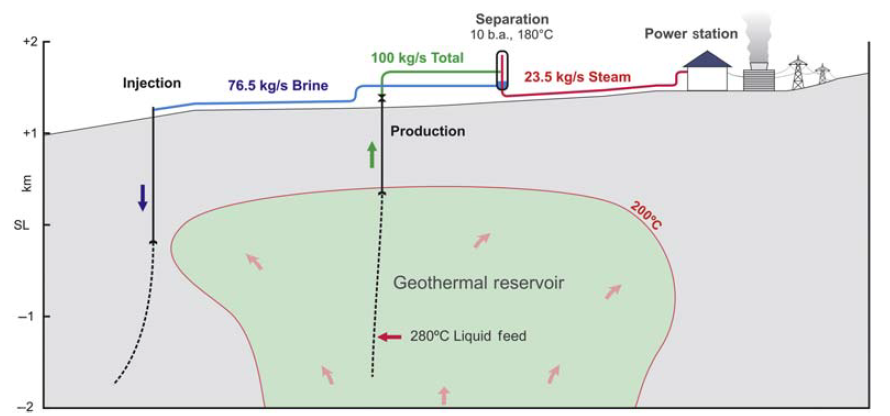 Separation
10 b.a., 180°C
Power station
100 kg/s Total
Injection
76.5 kg/s Brine
23.5 kg/s Steam
Production
+2
+1
km
SL
–1
–2
200°C
Geothermal reservoir
280°C Liquid feed